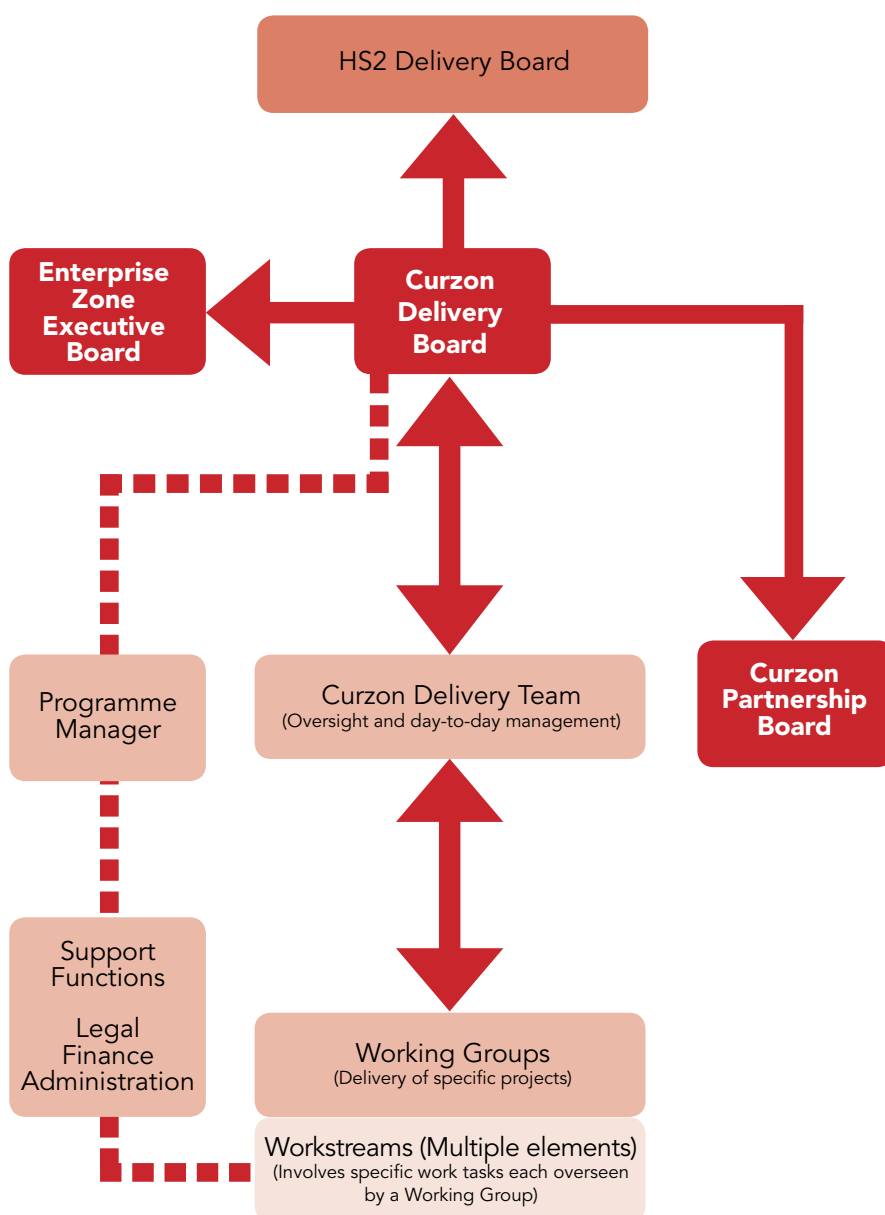 HS2 Delivery Board
Enterprise
Zone
Executive
Board
Curzon
Delivery
Board
Programme
Manager
Curzon Delivery Team
(Oversight and day-to-day management)
Curzon
Partnership
Board
Support
Functions
Legal
Finance
Administration
Working Groups
(Delivery of specific projects)
Workstreams (Multiple elements)
(Involves specific work tasks each overseen
by a Working Group)